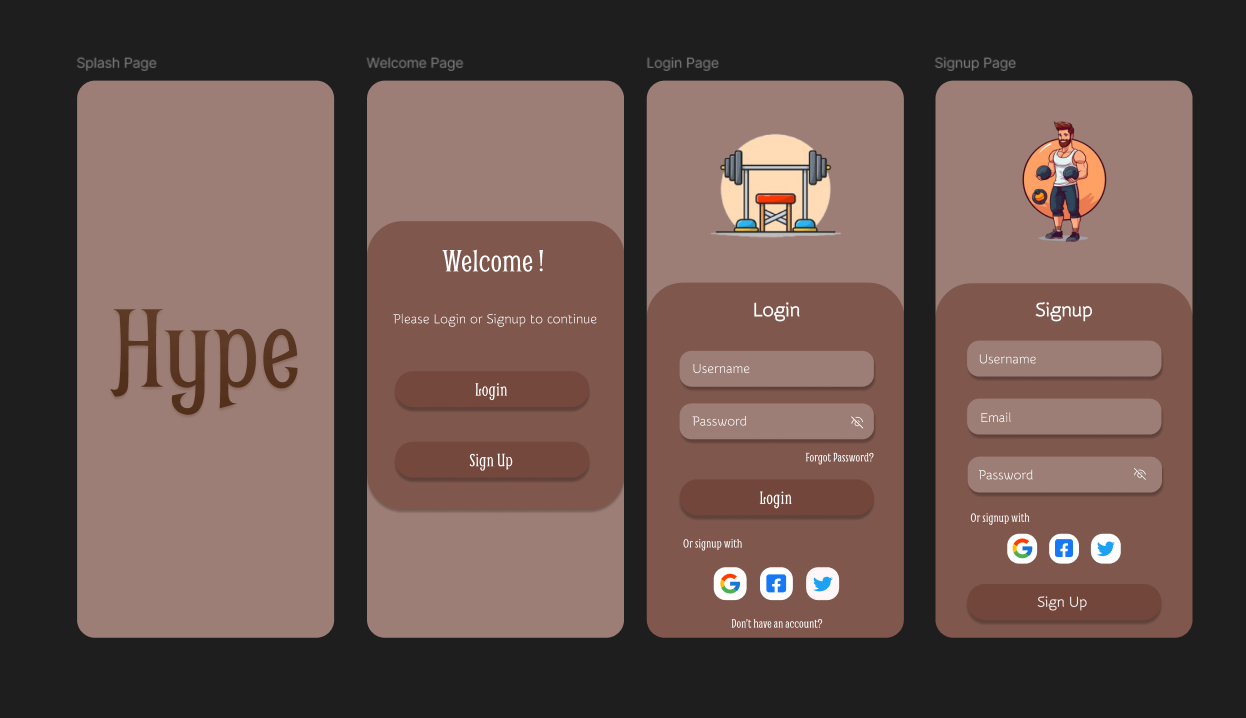 Splash Page
Hype
Welcome Page
Welcome !
Please Login or Signup to continue
Login
Sign Up
Login Page
Login
Username
Password
Forgot Password?
Login
Or signup with
Don't have an account?
Signup Page
Signup
Username
Email
Password
Or signup with
Sign Up